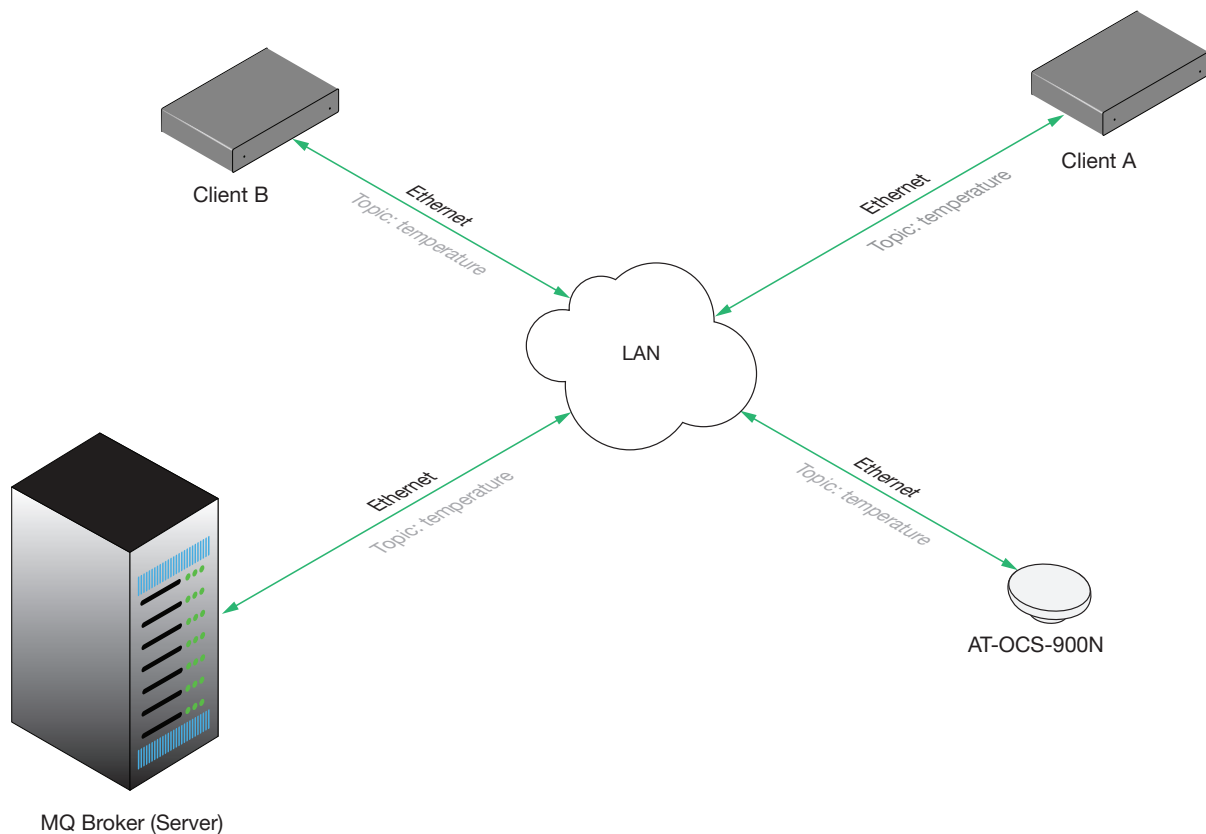 Client B
Client A
Ethernet
Topic: temperature
Ethernet
Topic: temperature
LAN
Ethernet
Topic: temperature
Ethernet
Topic: temperature
AT-OCS-900N
MQ Broker (Server)